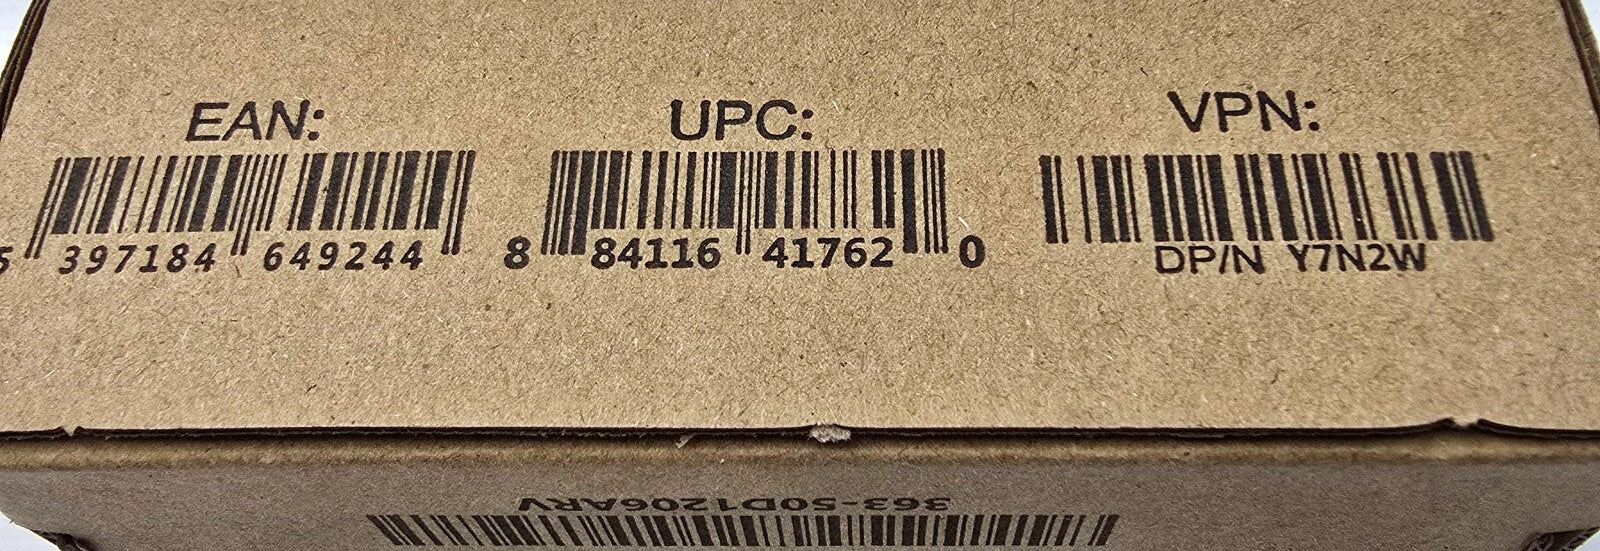 EAN: UPC: VPN:
5 397184 649244 8 84116 41762 0 DP/N Y7N2W
363-50D1206ARV